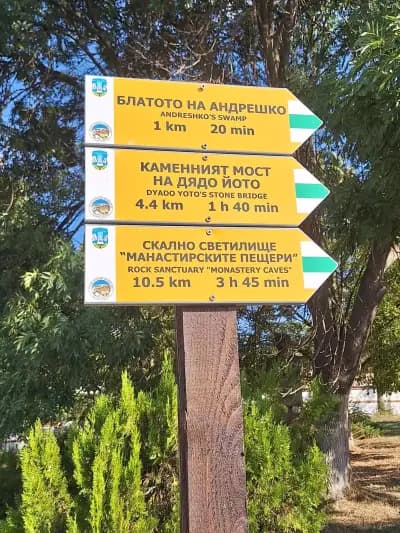 БЛАТОТО НА АНДРЕШКО
ANDRESHKO'S SWAMP
1 km 20 min
КАМЕННИЯТ МОСТ
НА ДЯДО ЙОТО
DYADO YOTO'S STONE BRIDGE
4.4 km 1 h 40 min
СКАЛНО СВЕТИЛИЩЕ
"МАНАСТИРСКИТЕ ПЕЩЕРИ"
ROCK SANCTUARY "MONASTERY CAVES"
10.5 km 3 h 45 min